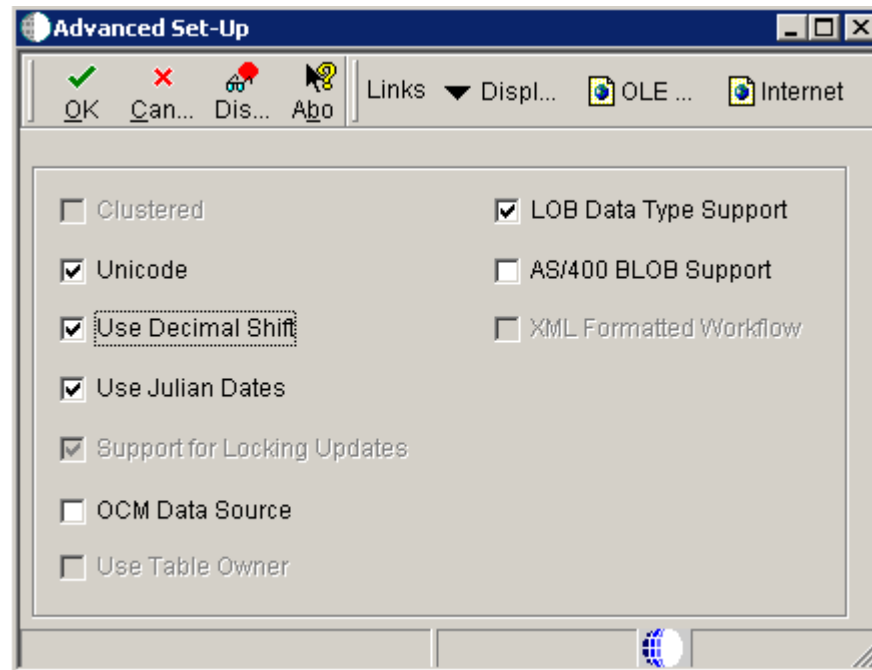 Advanced Set-Up
OK Can... Dis... Abo Links Displ... OLE ... Internet
Clustered
LOB Data Type Support
Unicode
AS/400 BLOB Support
Use Decimal Shift
XML Formatted Workflow
Use Julian Dates
Support for Locking Updates
OCM Data Source
Use Table Owner